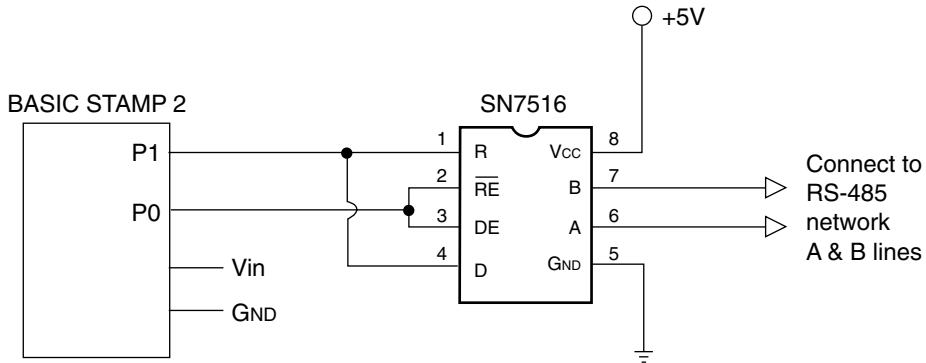 +5V
BASIC STAMP 2
SN7516
P1
1
R
VCC
8
2
RE
B
7
P0
3
DE
A
6
4
D
GND
5
Vin
GND
Connect to
RS-485
network
A & B lines